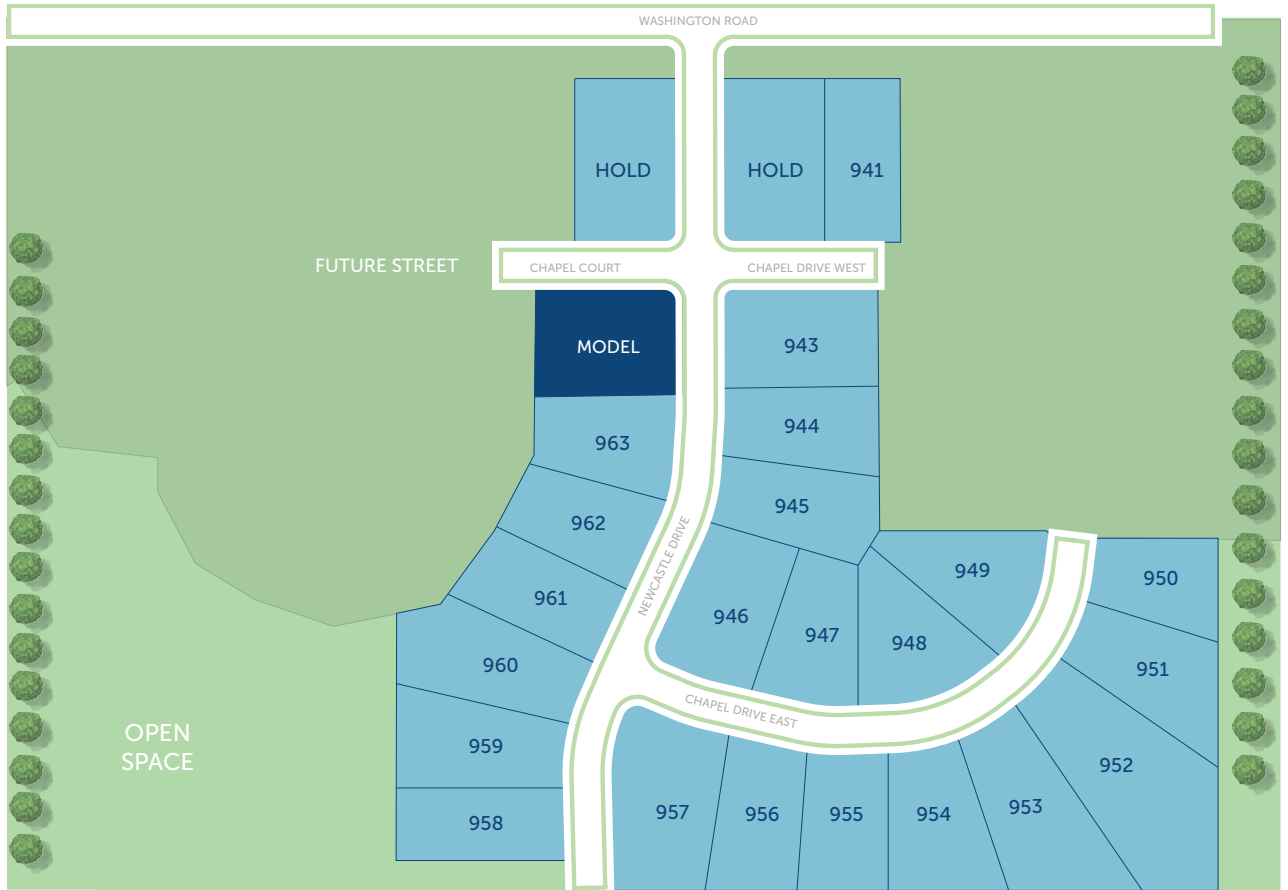 WASHINGTON ROAD
HOLD
HOLD
941
FUTURE STREET
CHAPEL COURT
CHAPEL DRIVE WEST
MODEL
943
963
944
962
945
NEWCASTLE DRIVE
961
946
947
948
949
950
960
951
OPEN
SPACE
959
CHAPEL DRIVE EAST
952
958
957
956
955
954
953